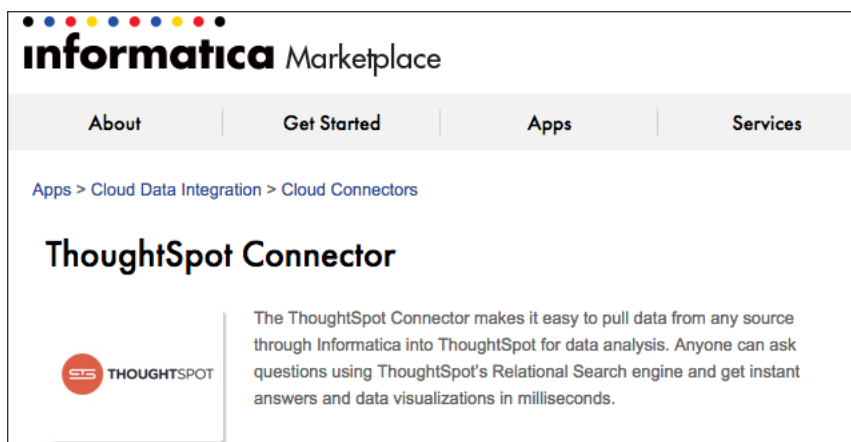 informatica Marketplace
About Get Started Apps Services
Apps > Cloud Data Integration > Cloud Connectors
ThoughtSpot Connector
The ThoughtSpot Connector makes it easy to pull data from any source
through Informatica into ThoughtSpot for data analysis. Anyone can ask
questions using ThoughtSpot's Relational Search engine and get instant
answers and data visualizations in milliseconds.
THOUGHTSPOT